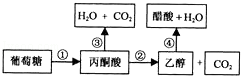 H₂O + CO₂
醋酸+H₂O
③
④
葡萄糖 ① 丙酮酸 ② 乙醇 + CO₂